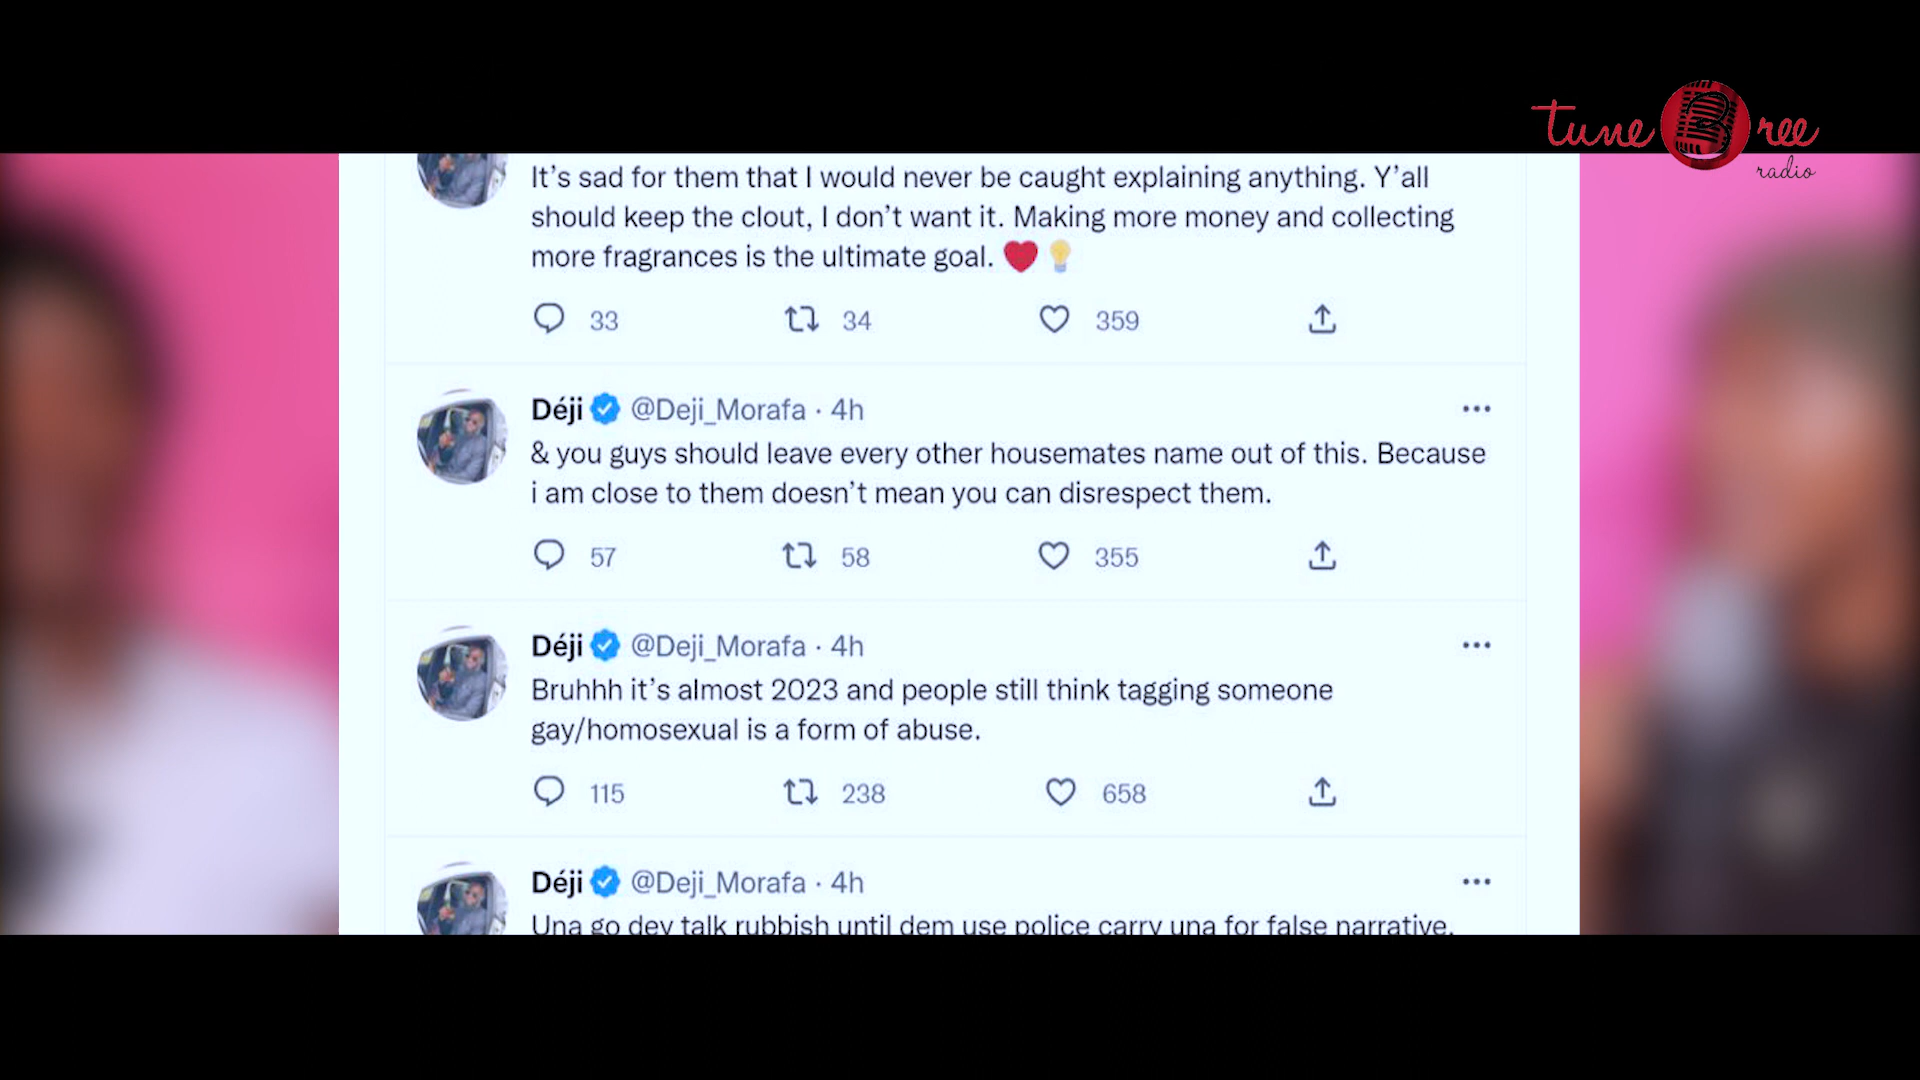 tune B ree
radio
It's sad for them that I would never be caught explaining anything. Y'all
should keep the clout, I don't want it. Making more money and collecting
more fragrances is the ultimate goal. ❤️ 💡
33 34 359
Déji @Deji_Morafa · 4h
& you guys should leave every other housemates name out of this. Because
i am close to them doesn't mean you can disrespect them.
57 58 355
Déji @Deji_Morafa · 4h
Bruhhh it's almost 2023 and people still think tagging someone
gay/homosexual is a form of abuse.
115 238 658
Déji @Deji_Morafa · 4h
Una go dey talk rubbish until dem use police carry una for false narrative.